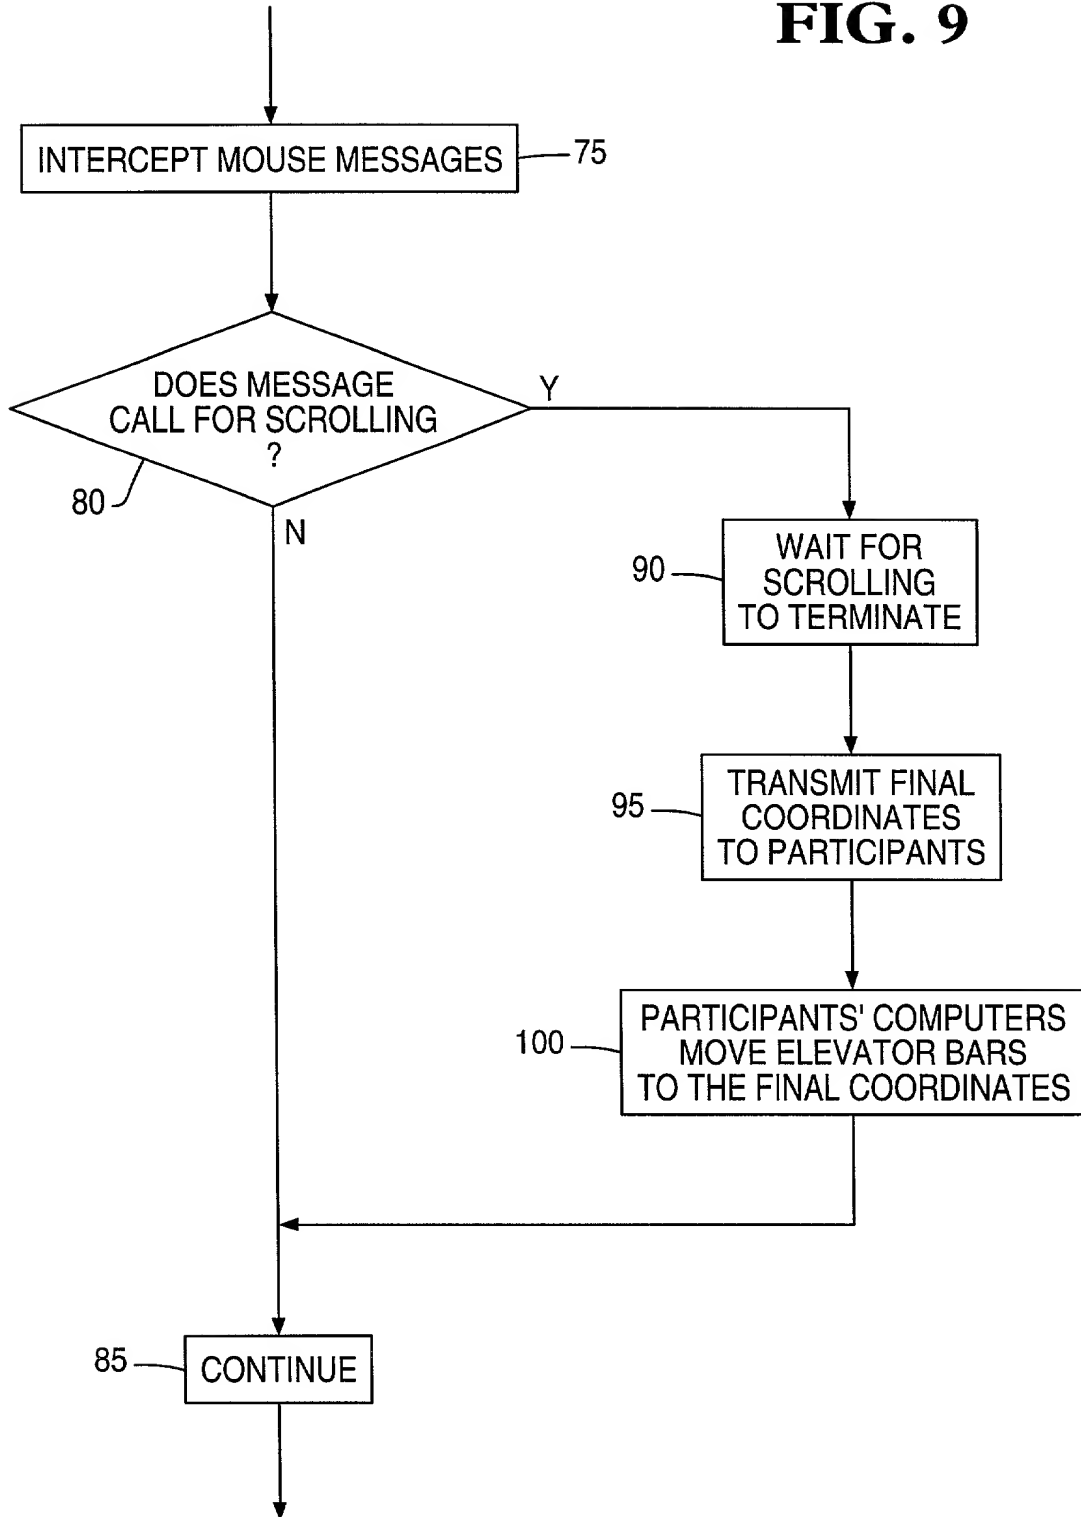 FIG. 9
INTERCEPT MOUSE MESSAGES
75
DOES MESSAGE
CALL FOR SCROLLING
?
Y
80
N
WAIT FOR
SCROLLING
TO TERMINATE
90
TRANSMIT FINAL
COORDINATES
TO PARTICIPANTS
95
PARTICIPANTS' COMPUTERS
MOVE ELEVATOR BARS
TO THE FINAL COORDINATES
100
85
CONTINUE